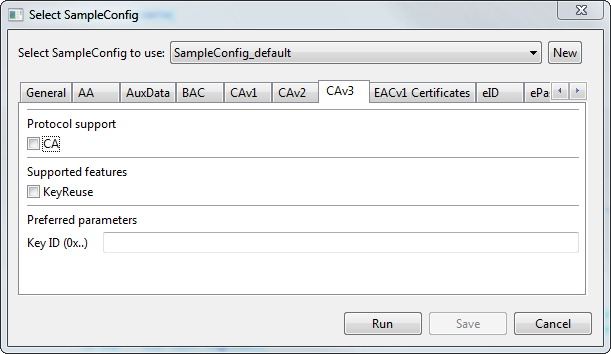 Select SampleConfig
Select SampleConfig to use: SampleConfig_default New
General AA AuxData BAC CAv1 CAv2 CAv3 EACv1 Certificates eID ePa
Protocol support
CA
Supported features
KeyReuse
Preferred parameters
Key ID (0x..)
Run Save Cancel